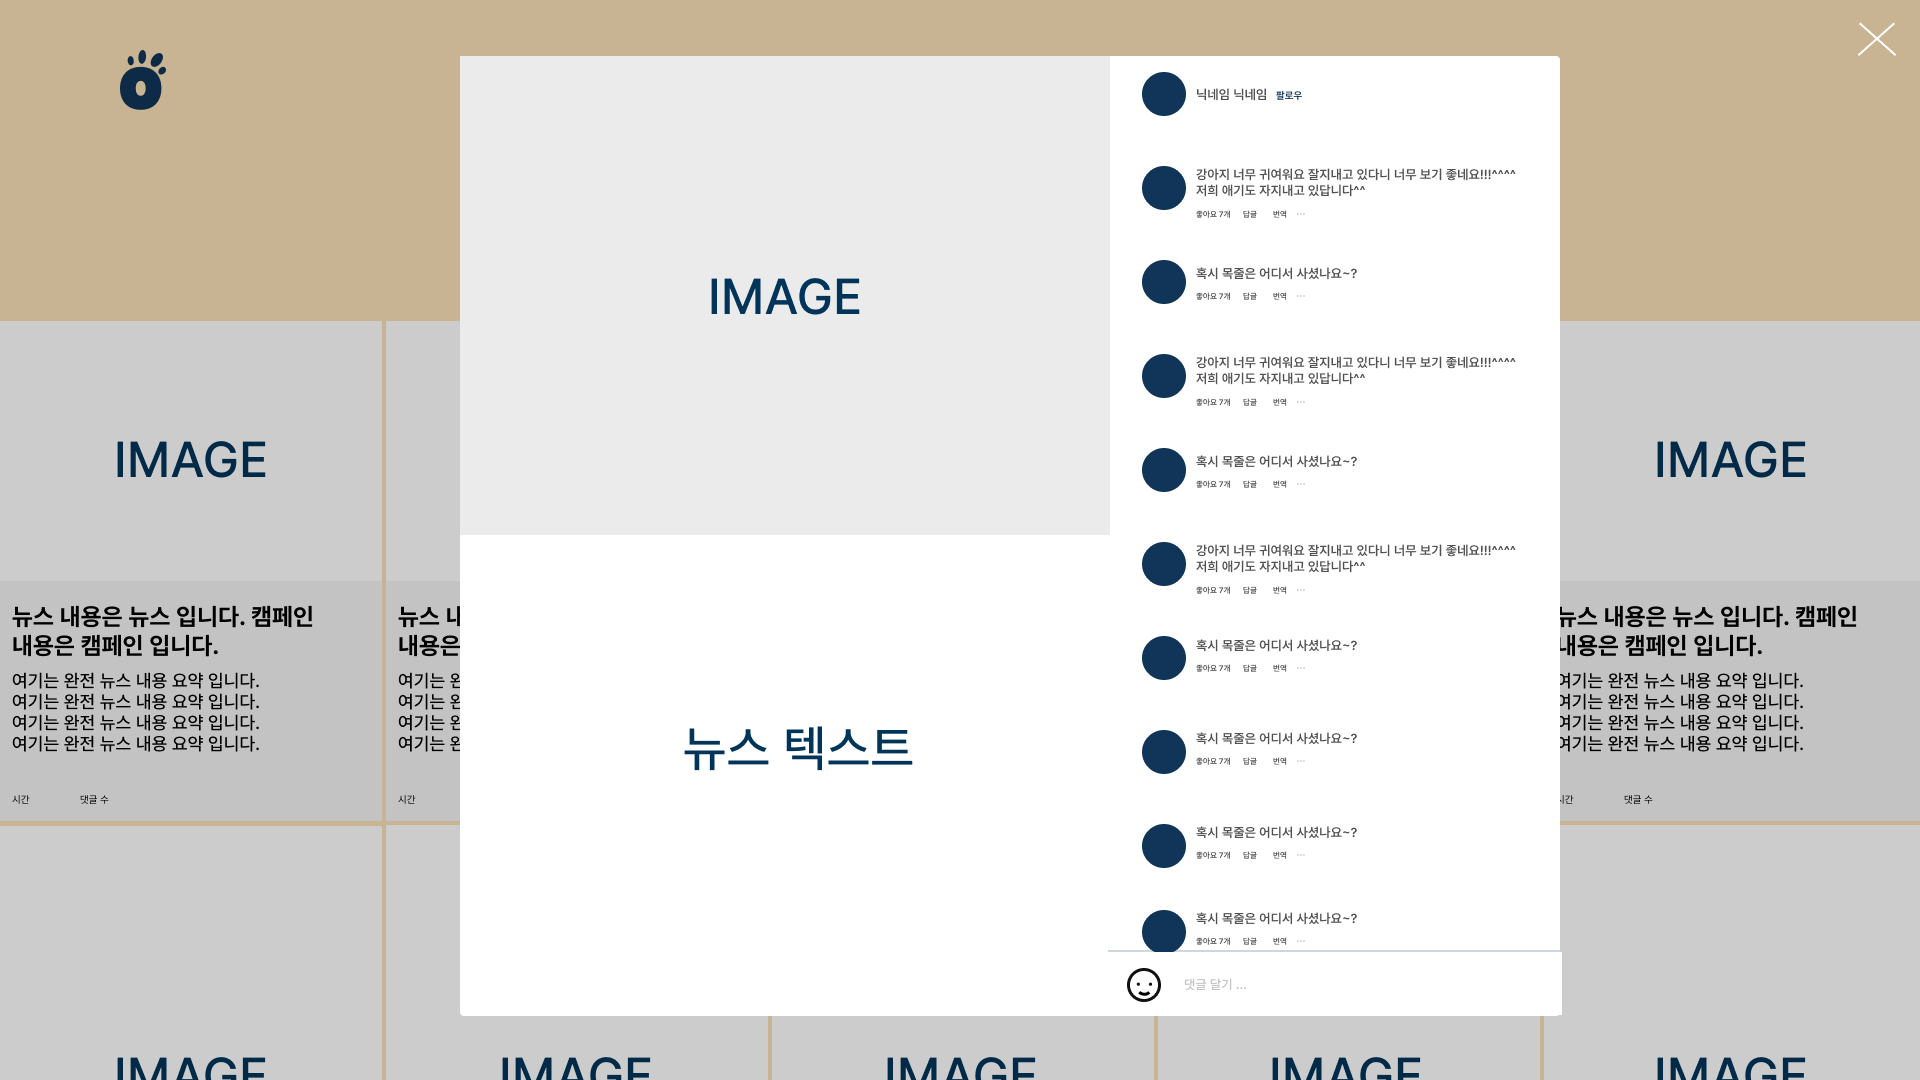 IMAGE
뉴스 텍스트
닉네임 닉네임 팔로우
강아지 너무 귀여워요 잘지내고 있다니 너무 보기 좋네요!!!^^^^
저희 애기도 자지내고 있답니다^^
좋아요 7개 답글 번역 ...
혹시 목줄은 어디서 사셨나요~?
좋아요 7개 답글 번역 ...
강아지 너무 귀여워요 잘지내고 있다니 너무 보기 좋네요!!!^^^^
저희 애기도 자지내고 있답니다^^
좋아요 7개 답글 번역 ...
혹시 목줄은 어디서 사셨나요~?
좋아요 7개 답글 번역 ...
강아지 너무 귀여워요 잘지내고 있다니 너무 보기 좋네요!!!^^^^
저희 애기도 자지내고 있답니다^^
좋아요 7개 답글 번역 ...
혹시 목줄은 어디서 사셨나요~?
좋아요 7개 답글 번역 ...
혹시 목줄은 어디서 사셨나요~?
좋아요 7개 답글 번역 ...
혹시 목줄은 어디서 사셨나요~?
좋아요 7개 답글 번역 ...
혹시 목줄은 어디서 사셨나요~?
좋아요 7개 답글 번역 ...
댓글 달기 ...
IMAGE
뉴스 내용은 뉴스 입니다. 캠페인
내용은 캠페인 입니다.
여기는 완전 뉴스 내용 요약 입니다.
여기는 완전 뉴스 내용 요약 입니다.
여기는 완전 뉴스 내용 요약 입니다.
여기는 완전 뉴스 내용 요약 입니다.
시간 댓글 수
뉴스
내용은
여기는
여기는
여기는
여기는
시간
IMAGE
뉴스 내용은 뉴스 입니다. 캠페인
내용은 캠페인 입니다.
여기는 완전 뉴스 내용 요약 입니다.
여기는 완전 뉴스 내용 요약 입니다.
여기는 완전 뉴스 내용 요약 입니다.
여기는 완전 뉴스 내용 요약 입니다.
시간 댓글 수
IMAGE
IMAGE
IMAGE
IMAGE
IMAGE